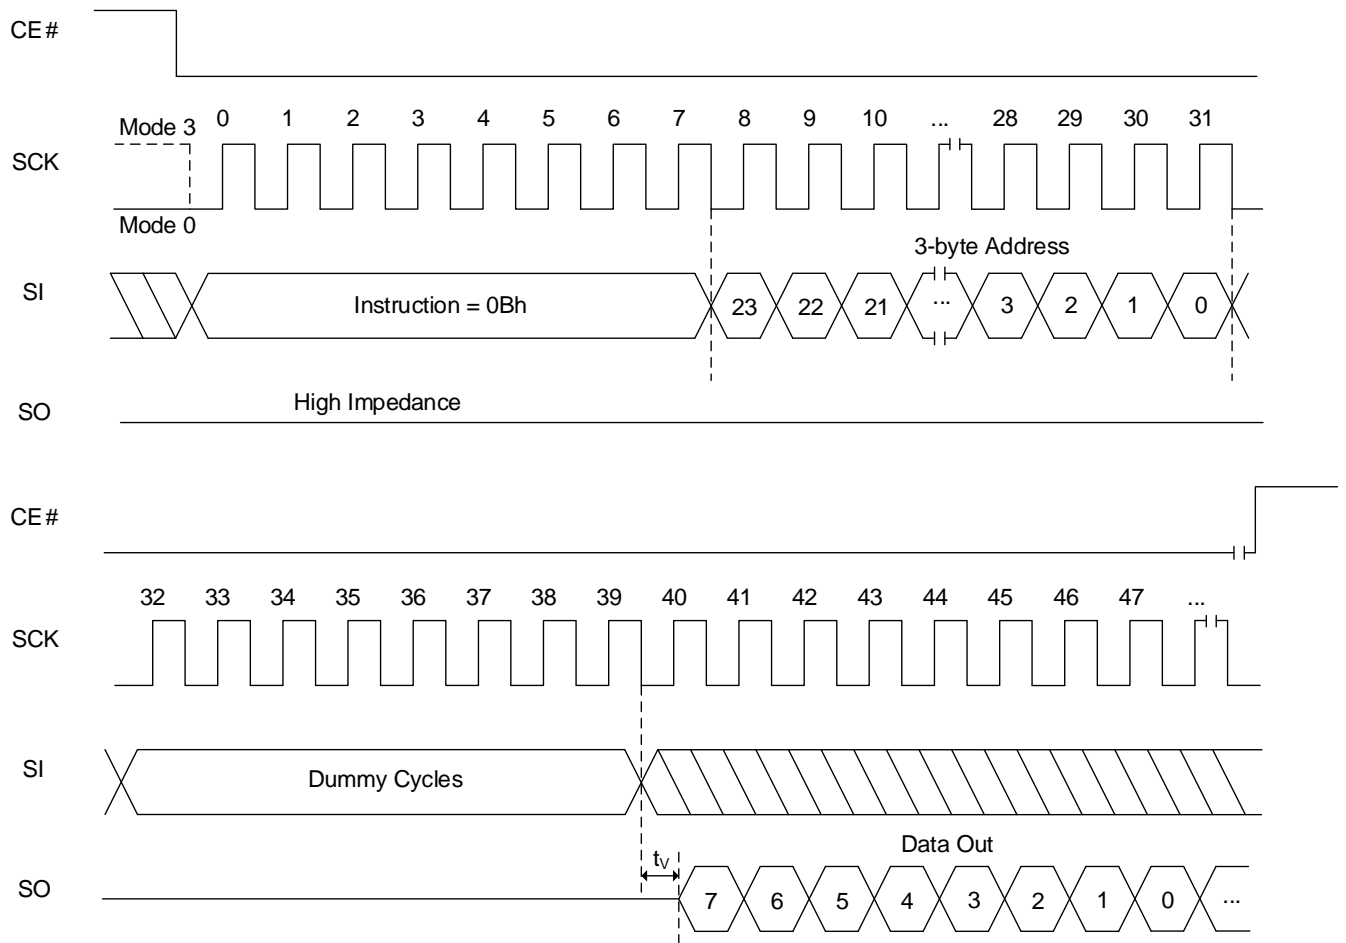 CE#
Mode 3 0 1 2 3 4 5 6 7 8 9 10 ... 28 29 30 31
SCK
Mode 0
3-byte Address
SI Instruction = 0Bh 23 22 21 ... 3 2 1 0
SO High Impedance
CE#
32 33 34 35 36 37 38 39 40 41 42 43 44 45 46 47 ...
SCK
SI Dummy Cycles
Data Out
tV
SO 7 6 5 4 3 2 1 0 ...